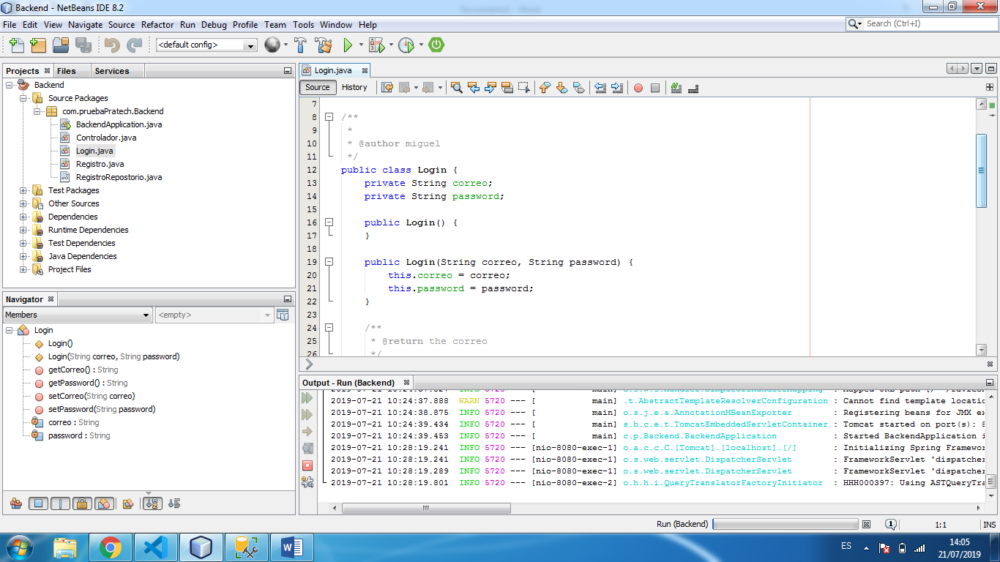 Backend - NetBeans IDE 8.2
File Edit View Navigate Source Refactor Run Debug Profile Team Tools Window Help
Search (Ctrl+I)
<default config>
Projects Files Services
Backend
Source Packages
com.pruebaPratech.Backend
BackendApplication.java
Controlador.java
Login.java
Registro.java
RegistroRepostorio.java
Test Packages
Other Sources
Dependencies
Runtime Dependencies
Test Dependencies
Java Dependencies
Project Files
Navigator
Members <empty>
Login
Login()
Login(String correo, String password)
getCorreo() : String
getPassword() : String
setCorreo(String correo)
setPassword(String password)
correo : String
password : String
Login.java
Source History
7
8 /**
9 *
10 * @author miguel
11 */
12 public class Login {
13 private String correo;
14 private String password;
15
16 public Login() {
17 }
18
19 public Login(String correo, String password) {
20 this.correo = correo;
21 this.password = password;
22 }
23
24 /**
25 * @return the correo
26 */
Output - Run (Backend)
2019-07-21 10:24:37.888 WARN 5720 --- [ main] .t.AbstractTemplateResolverConfiguration : Cannot find template locatio
2019-07-21 10:24:38.875 INFO 5720 --- [ main] o.s.j.e.a.AnnotationMBeanExporter : Registering beans for JMX ex
2019-07-21 10:24:39.434 INFO 5720 --- [ main] s.b.c.e.t.TomcatEmbeddedServletContainer : Tomcat started on port(s): 8
2019-07-21 10:24:39.453 INFO 5720 --- [ main] c.p.Backend.BackendApplication : Started BackendApplication i
2019-07-21 10:28:19.241 INFO 5720 --- [nio-8080-exec-1] o.a.c.c.C.[Tomcat].[localhost].[/] : Initializing Spring Framewor
2019-07-21 10:28:19.241 INFO 5720 --- [nio-8080-exec-1] o.s.web.servlet.DispatcherServlet : FrameworkServlet 'dispatcher
2019-07-21 10:28:19.289 INFO 5720 --- [nio-8080-exec-1] o.s.web.servlet.DispatcherServlet : FrameworkServlet 'dispatcher
2019-07-21 10:28:19.801 INFO 5720 --- [nio-8080-exec-2] o.h.h.i.QueryTranslatorFactoryInitiator : HHH000397: Using ASTQueryTra
Run (Backend) 1 1:1 INS
ES 14:05
21/07/2019